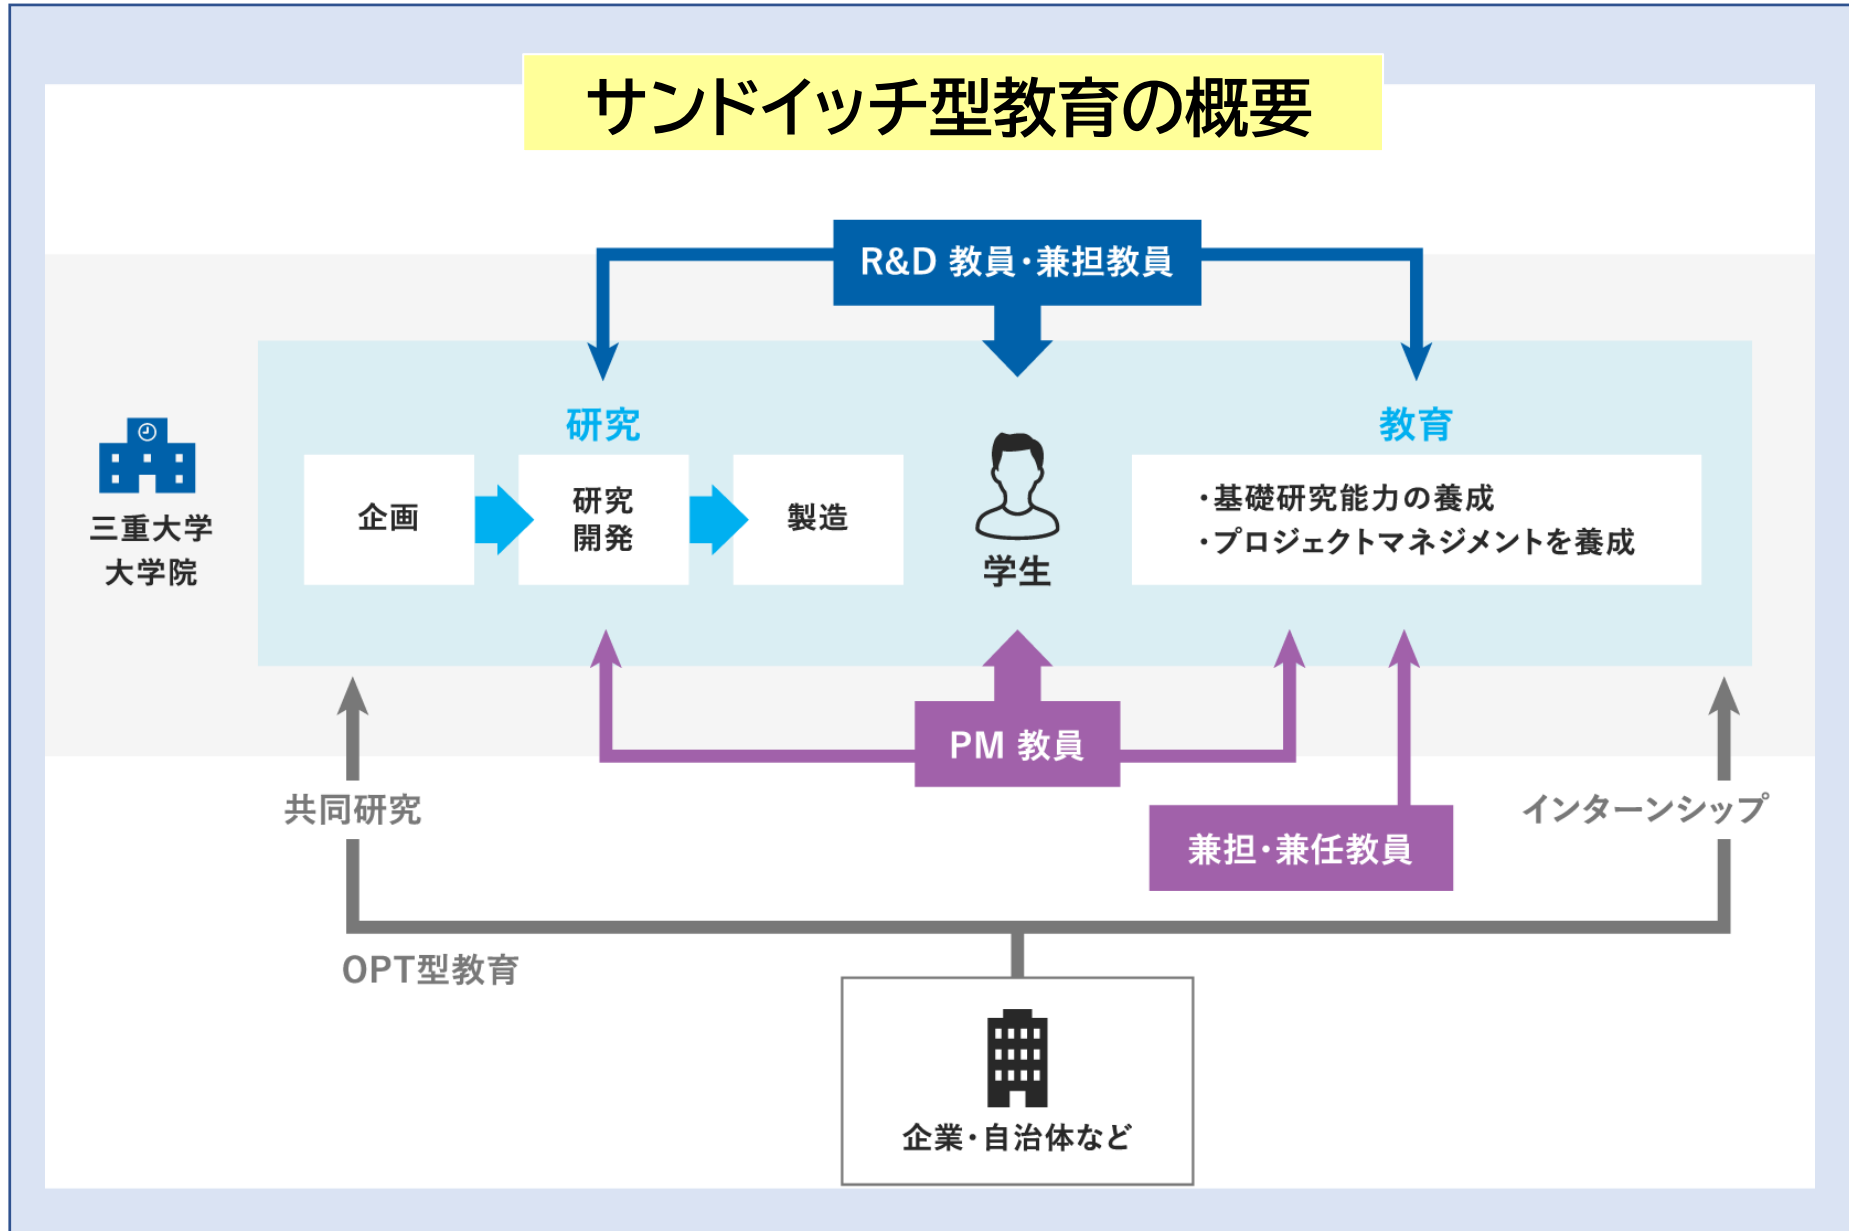 サンドイッチ型教育の概要
R&D 教員・兼担教員
研究
教育
企画
研究
開発
製造
学生
・基礎研究能力の養成
・プロジェクトマネジメントを養成
三重大学
大学院
PM 教員
共同研究
インターンシップ
兼担・兼任教員
OPT型教育
企業・自治体など